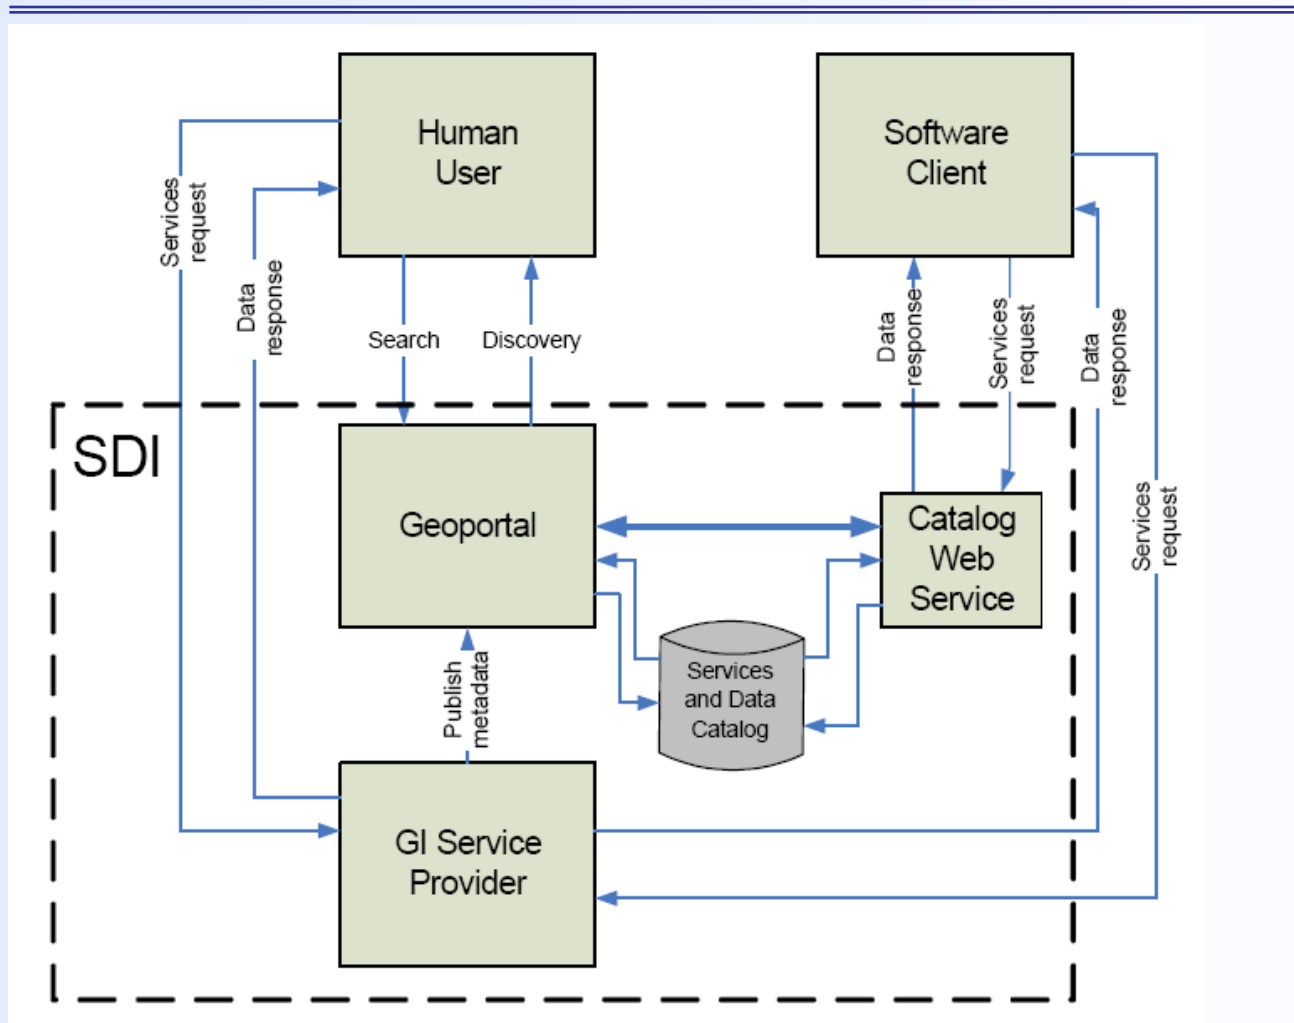 Human
User
Software
Client
Services
request
Data
response
Search
Discovery
Data
response
Services
request
Data
response
Services
request
SDI
Geoportal
Catalog
Web
Service
Publish
metadata
Services
and Data
Catalog
GI Service
Provider